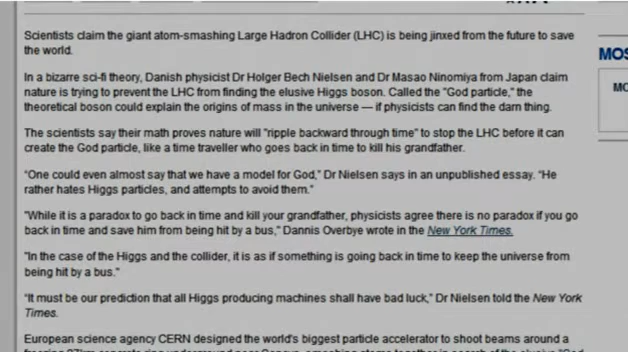 Scientists claim the giant atom-smashing Large Hadron Collider (LHC) is being jinxed from the future to save
the world.
In a bizarre sci-fi theory, Danish physicist Dr Holger Bech Nielsen and Dr Masao Ninomiya from Japan claim
nature is trying to prevent the LHC from finding the elusive Higgs boson. Called the "God particle," the
theoretical boson could explain the origins of mass in the universe — if physicists can find the darn thing.
The scientists say their math proves nature will "ripple backward through time" to stop the LHC before it can
create the God particle, like a time traveller who goes back in time to kill his grandfather.
"One could even almost say that we have a model for God," Dr Nielsen says in an unpublished essay. "He
rather hates Higgs particles, and attempts to avoid them."
"While it is a paradox to go back in time and kill your grandfather, physicists agree there is no paradox if you go
back in time and save him from being hit by a bus," Dannis Overbye wrote in the New York Times.
"In the case of the Higgs and the collider, it is as if something is going back in time to keep the universe from
being hit by a bus."
"It must be our prediction that all Higgs producing machines shall have bad luck," Dr Nielsen told the New York
Times.
European science agency CERN designed the world's biggest particle accelerator to shoot beams around a
MOS
MO